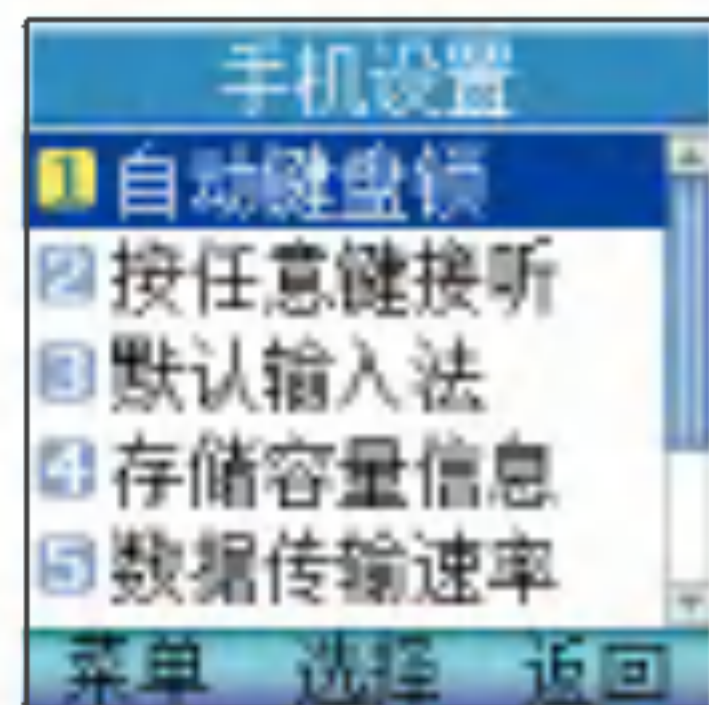 手机设置
1 自动键盘锁
2 按任意键接听
3 默认输入法
4 存储容量信息
5 数据传输速率
菜单 选择 返回